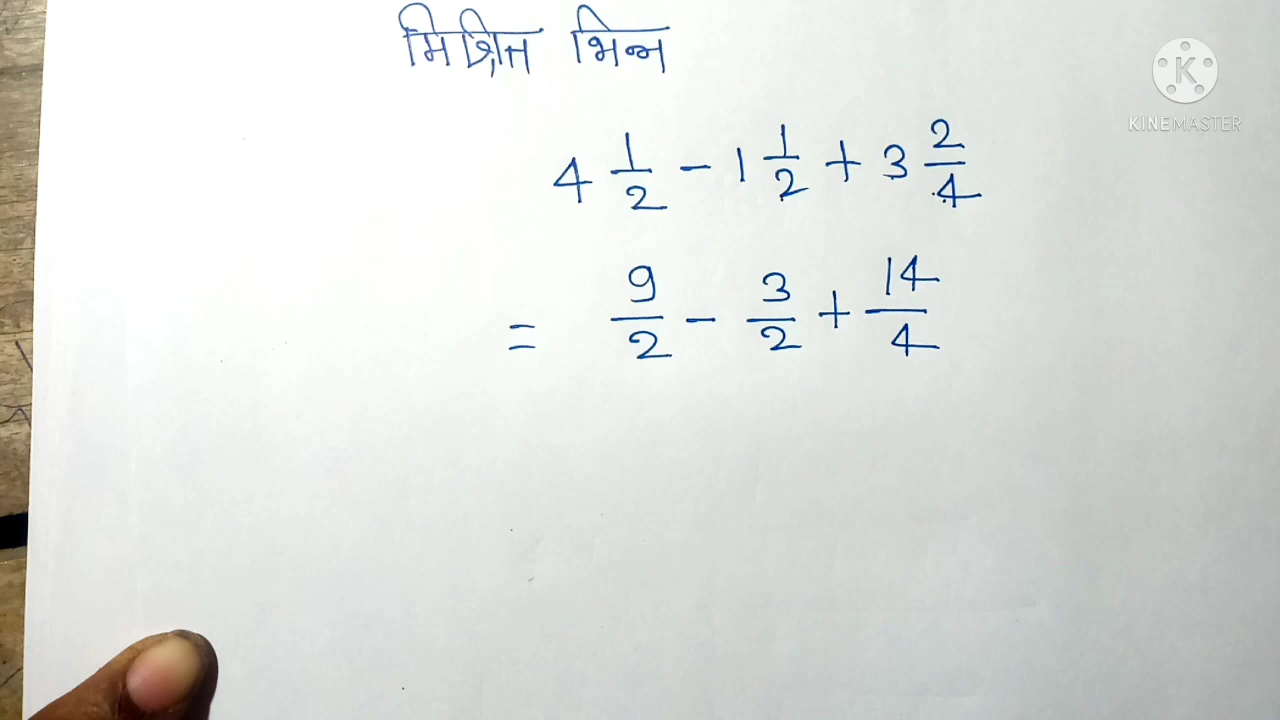 मिश्रित भिन्न
K
KINEMASTER
4 1/2 - 1 1/2 + 3 2/4
= 9/2 - 3/2 + 14/4